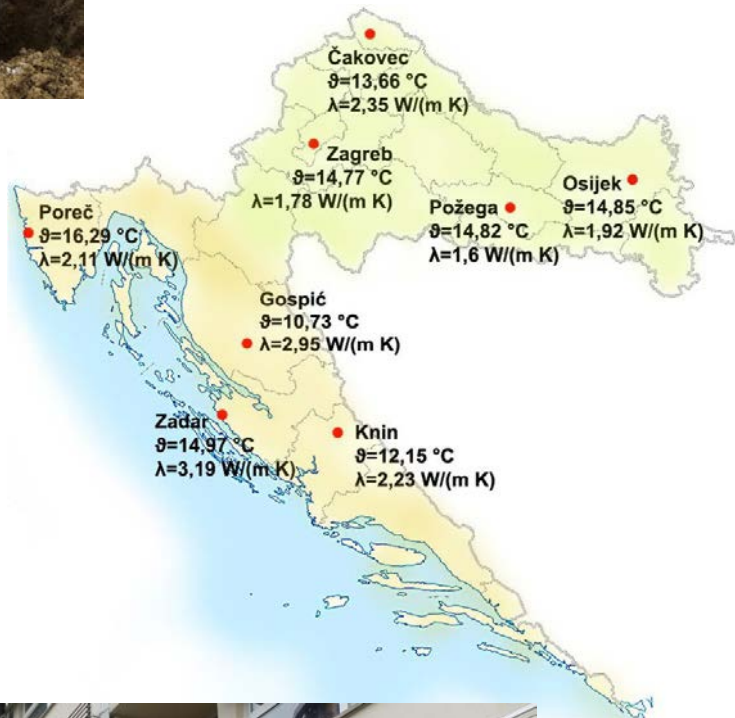 Čakovec
ϑ=13,66 °C
λ=2,35 W/(m K)
Zagreb
ϑ=14,77 °C
λ=1,78 W/(m K)
Osijek
ϑ=14,85 °C
λ=1,92 W/(m K)
Požega
ϑ=14,82 °C
λ=1,6 W/(m K)
Poreč
ϑ=16,29 °C
λ=2,11 W/(m K)
Gospić
ϑ=10,73 °C
λ=2,95 W/(m K)
Zadar
ϑ=14,97 °C
λ=3,19 W/(m K)
Knin
ϑ=12,15 °C
λ=2,23 W/(m K)